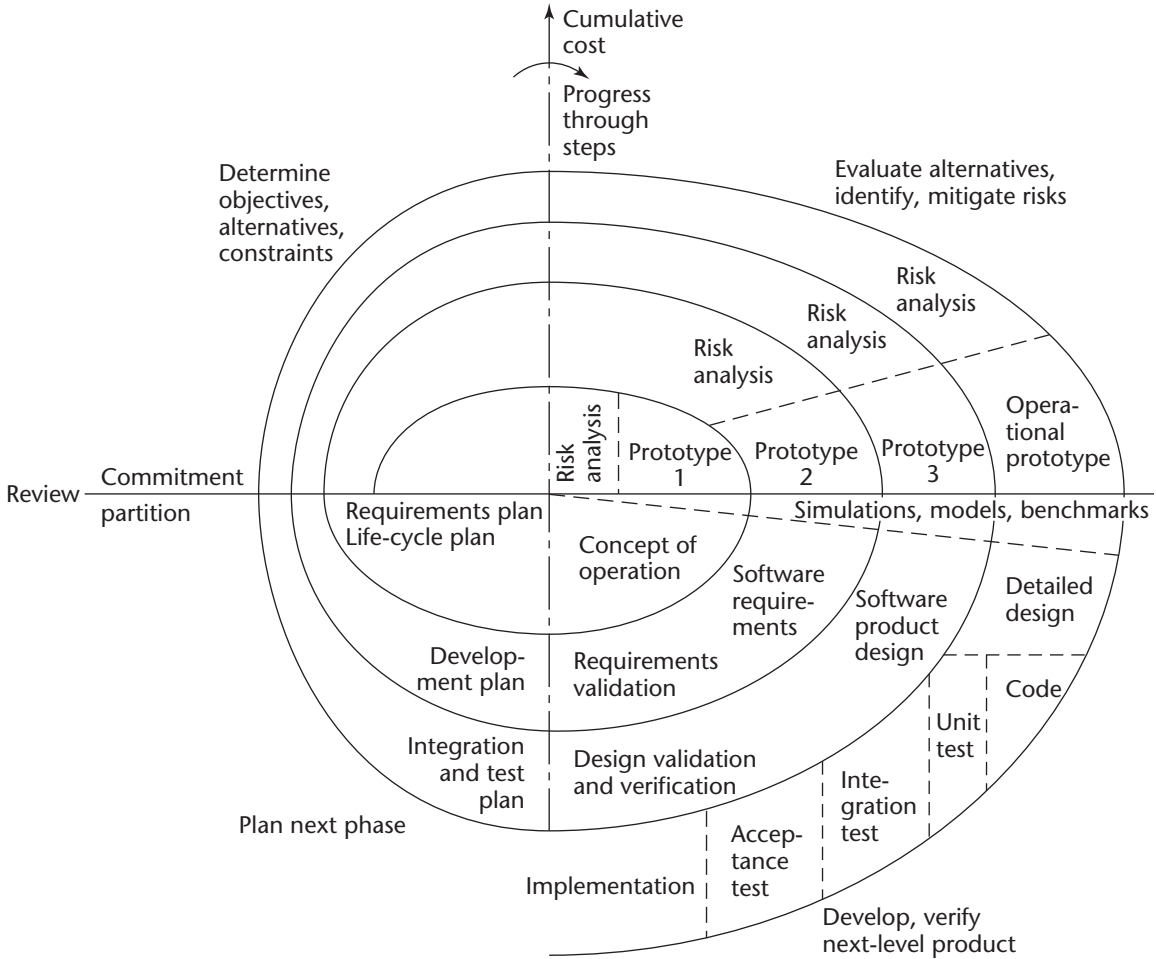 Cumulative
cost
Progress
through
steps
Determine
objectives,
alternatives,
constraints
Evaluate alternatives,
identify, mitigate risks
Risk
analysis
Risk
analysis
Risk
analysis
Risk
analysis
Prototype
1
Prototype
2
Prototype
3
Opera-
tional
prototype
Review
Commitment
partition
Requirements plan
Life-cycle plan
Simulations, models, benchmarks
Concept of
operation
Software
require-
ments
Software
product
design
Detailed
design
Develop-
ment plan
Requirements
validation
Code
Unit
test
Integration
and test
plan
Design validation
and verification
Inte-
gration
test
Plan next phase
Accep-
tance
test
Implementation
Develop, verify
next-level product